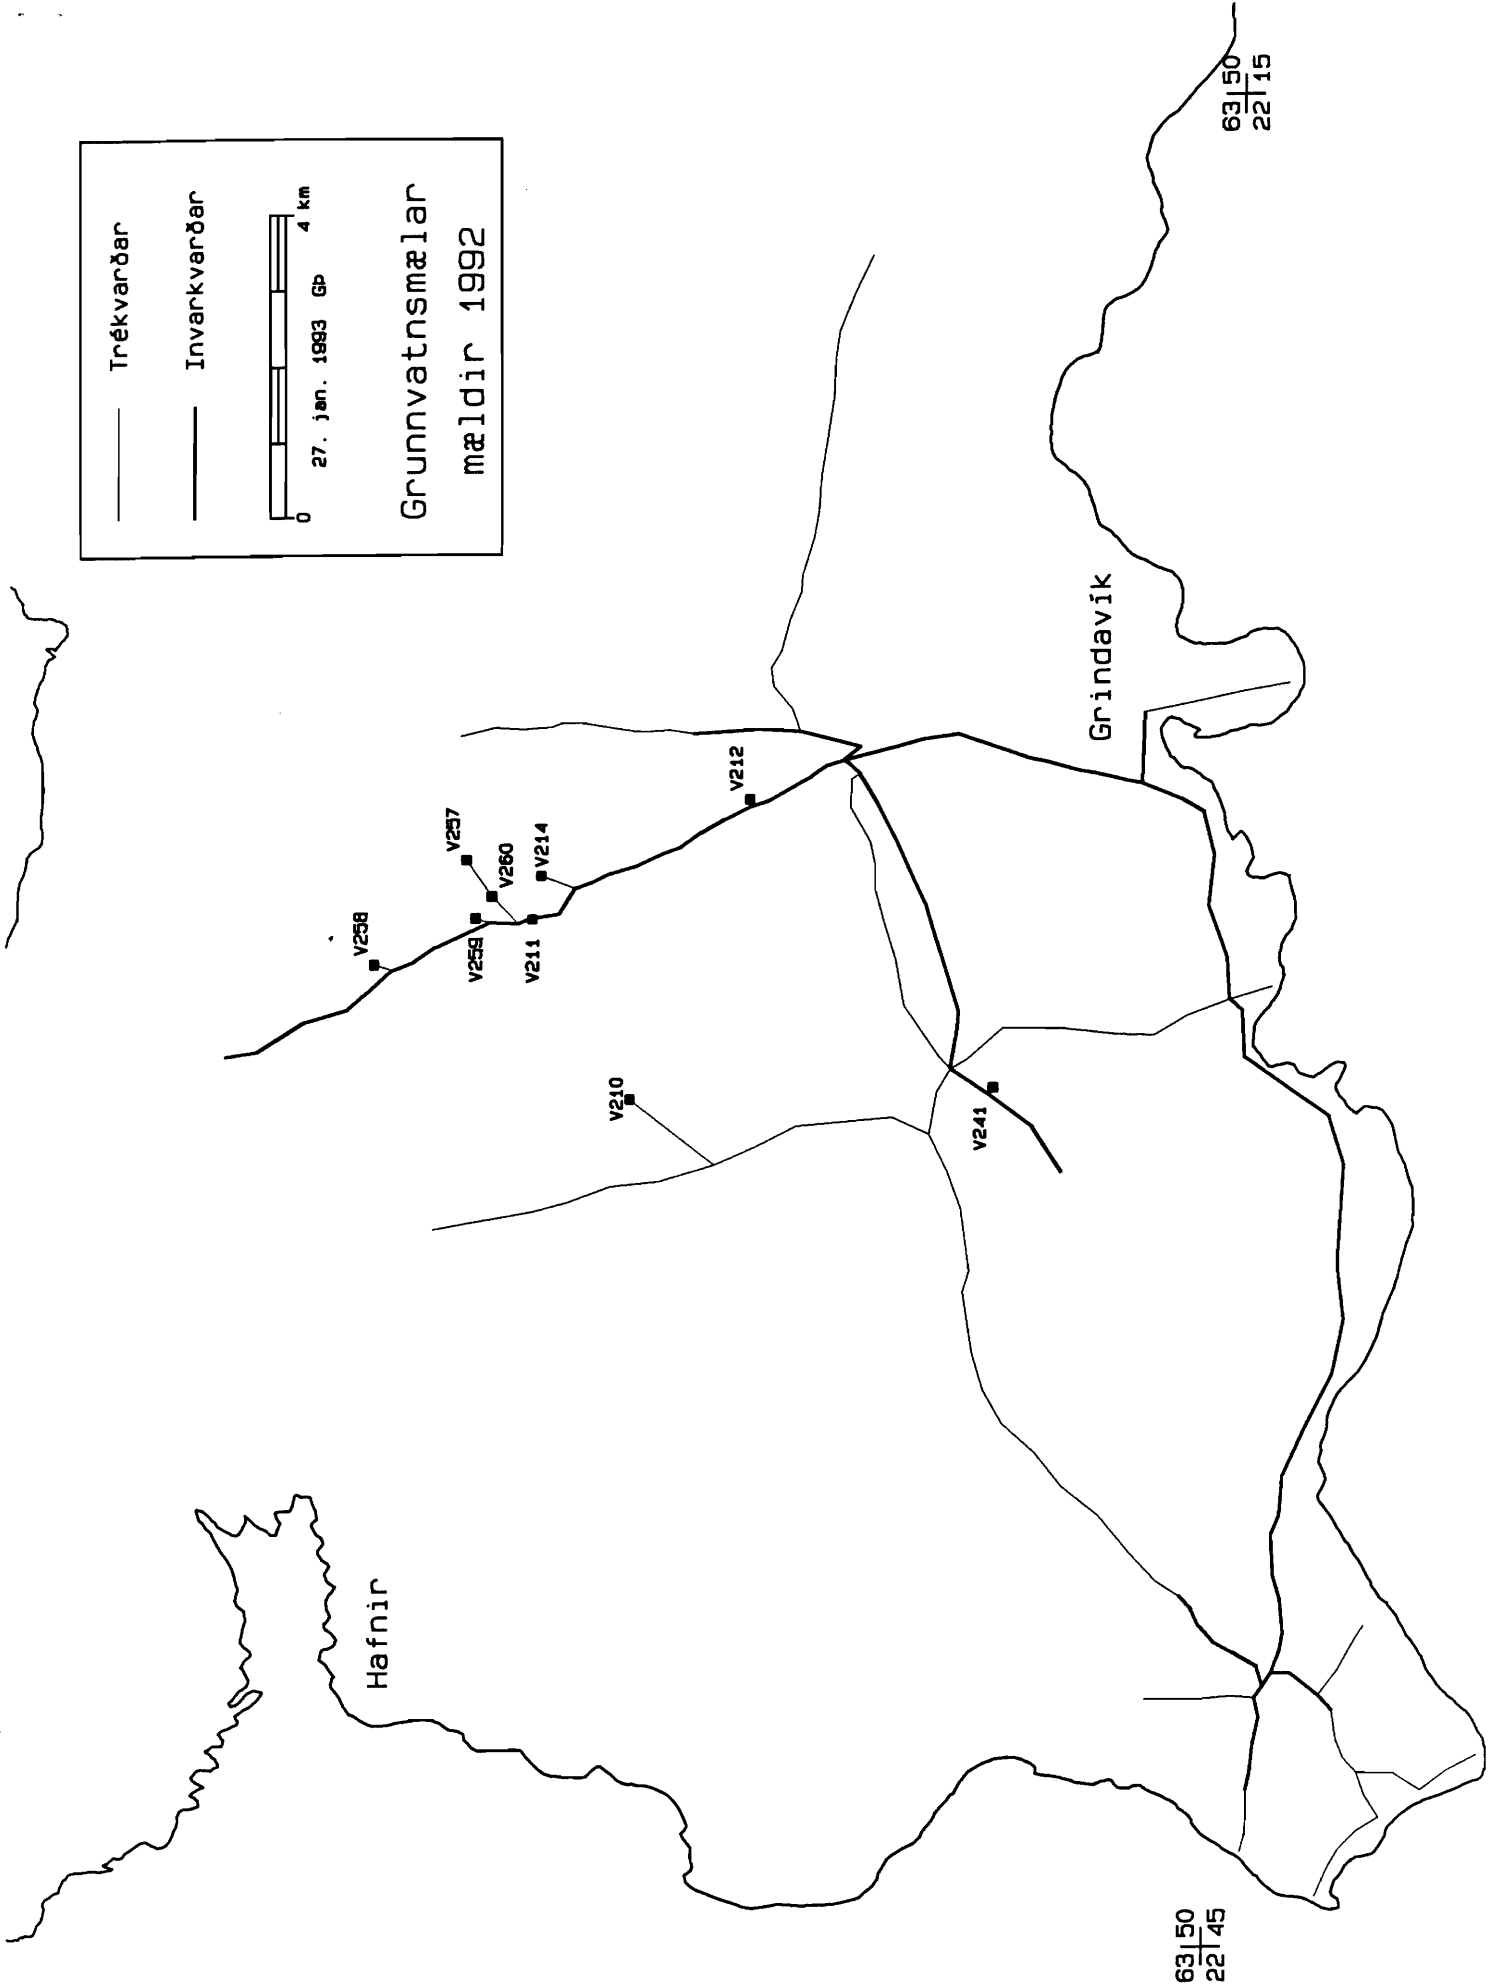 Trékvarðar
Invarkvarðar
0
4 km
27. jan. 1993 GÞ
Grunnvatnsmælar
mældir 1992
V258
V259
V257
V260
V211
V214
V212
V210
V241
Hafnir
Grindavík
63 50
22 45
63 50
22 15